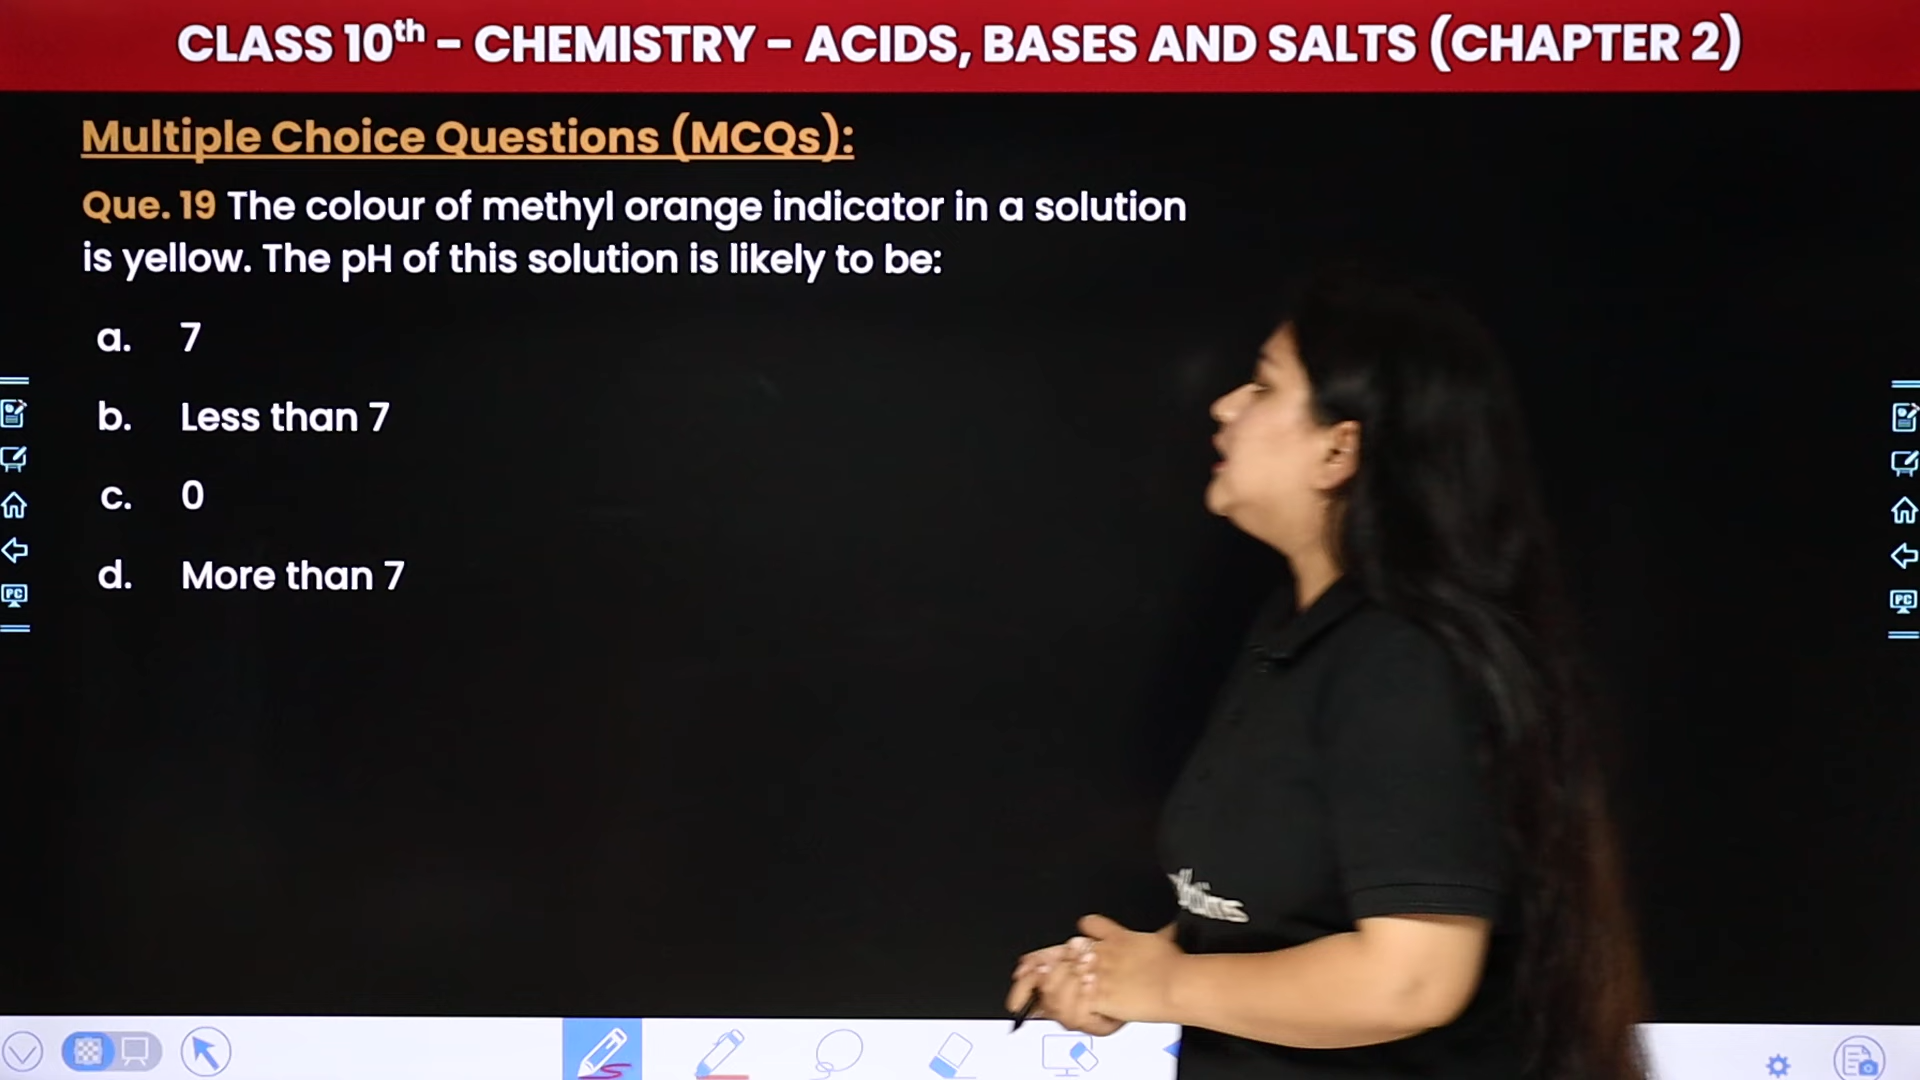 CLASS 10th – CHEMISTRY – ACIDS, BASES AND SALTS (CHAPTER 2)
Multiple Choice Questions (MCQs):
Que. 19 The colour of methyl orange indicator in a solution
is yellow. The pH of this solution is likely to be:
a. 7
b. Less than 7
c. 0
d. More than 7
PC
PC